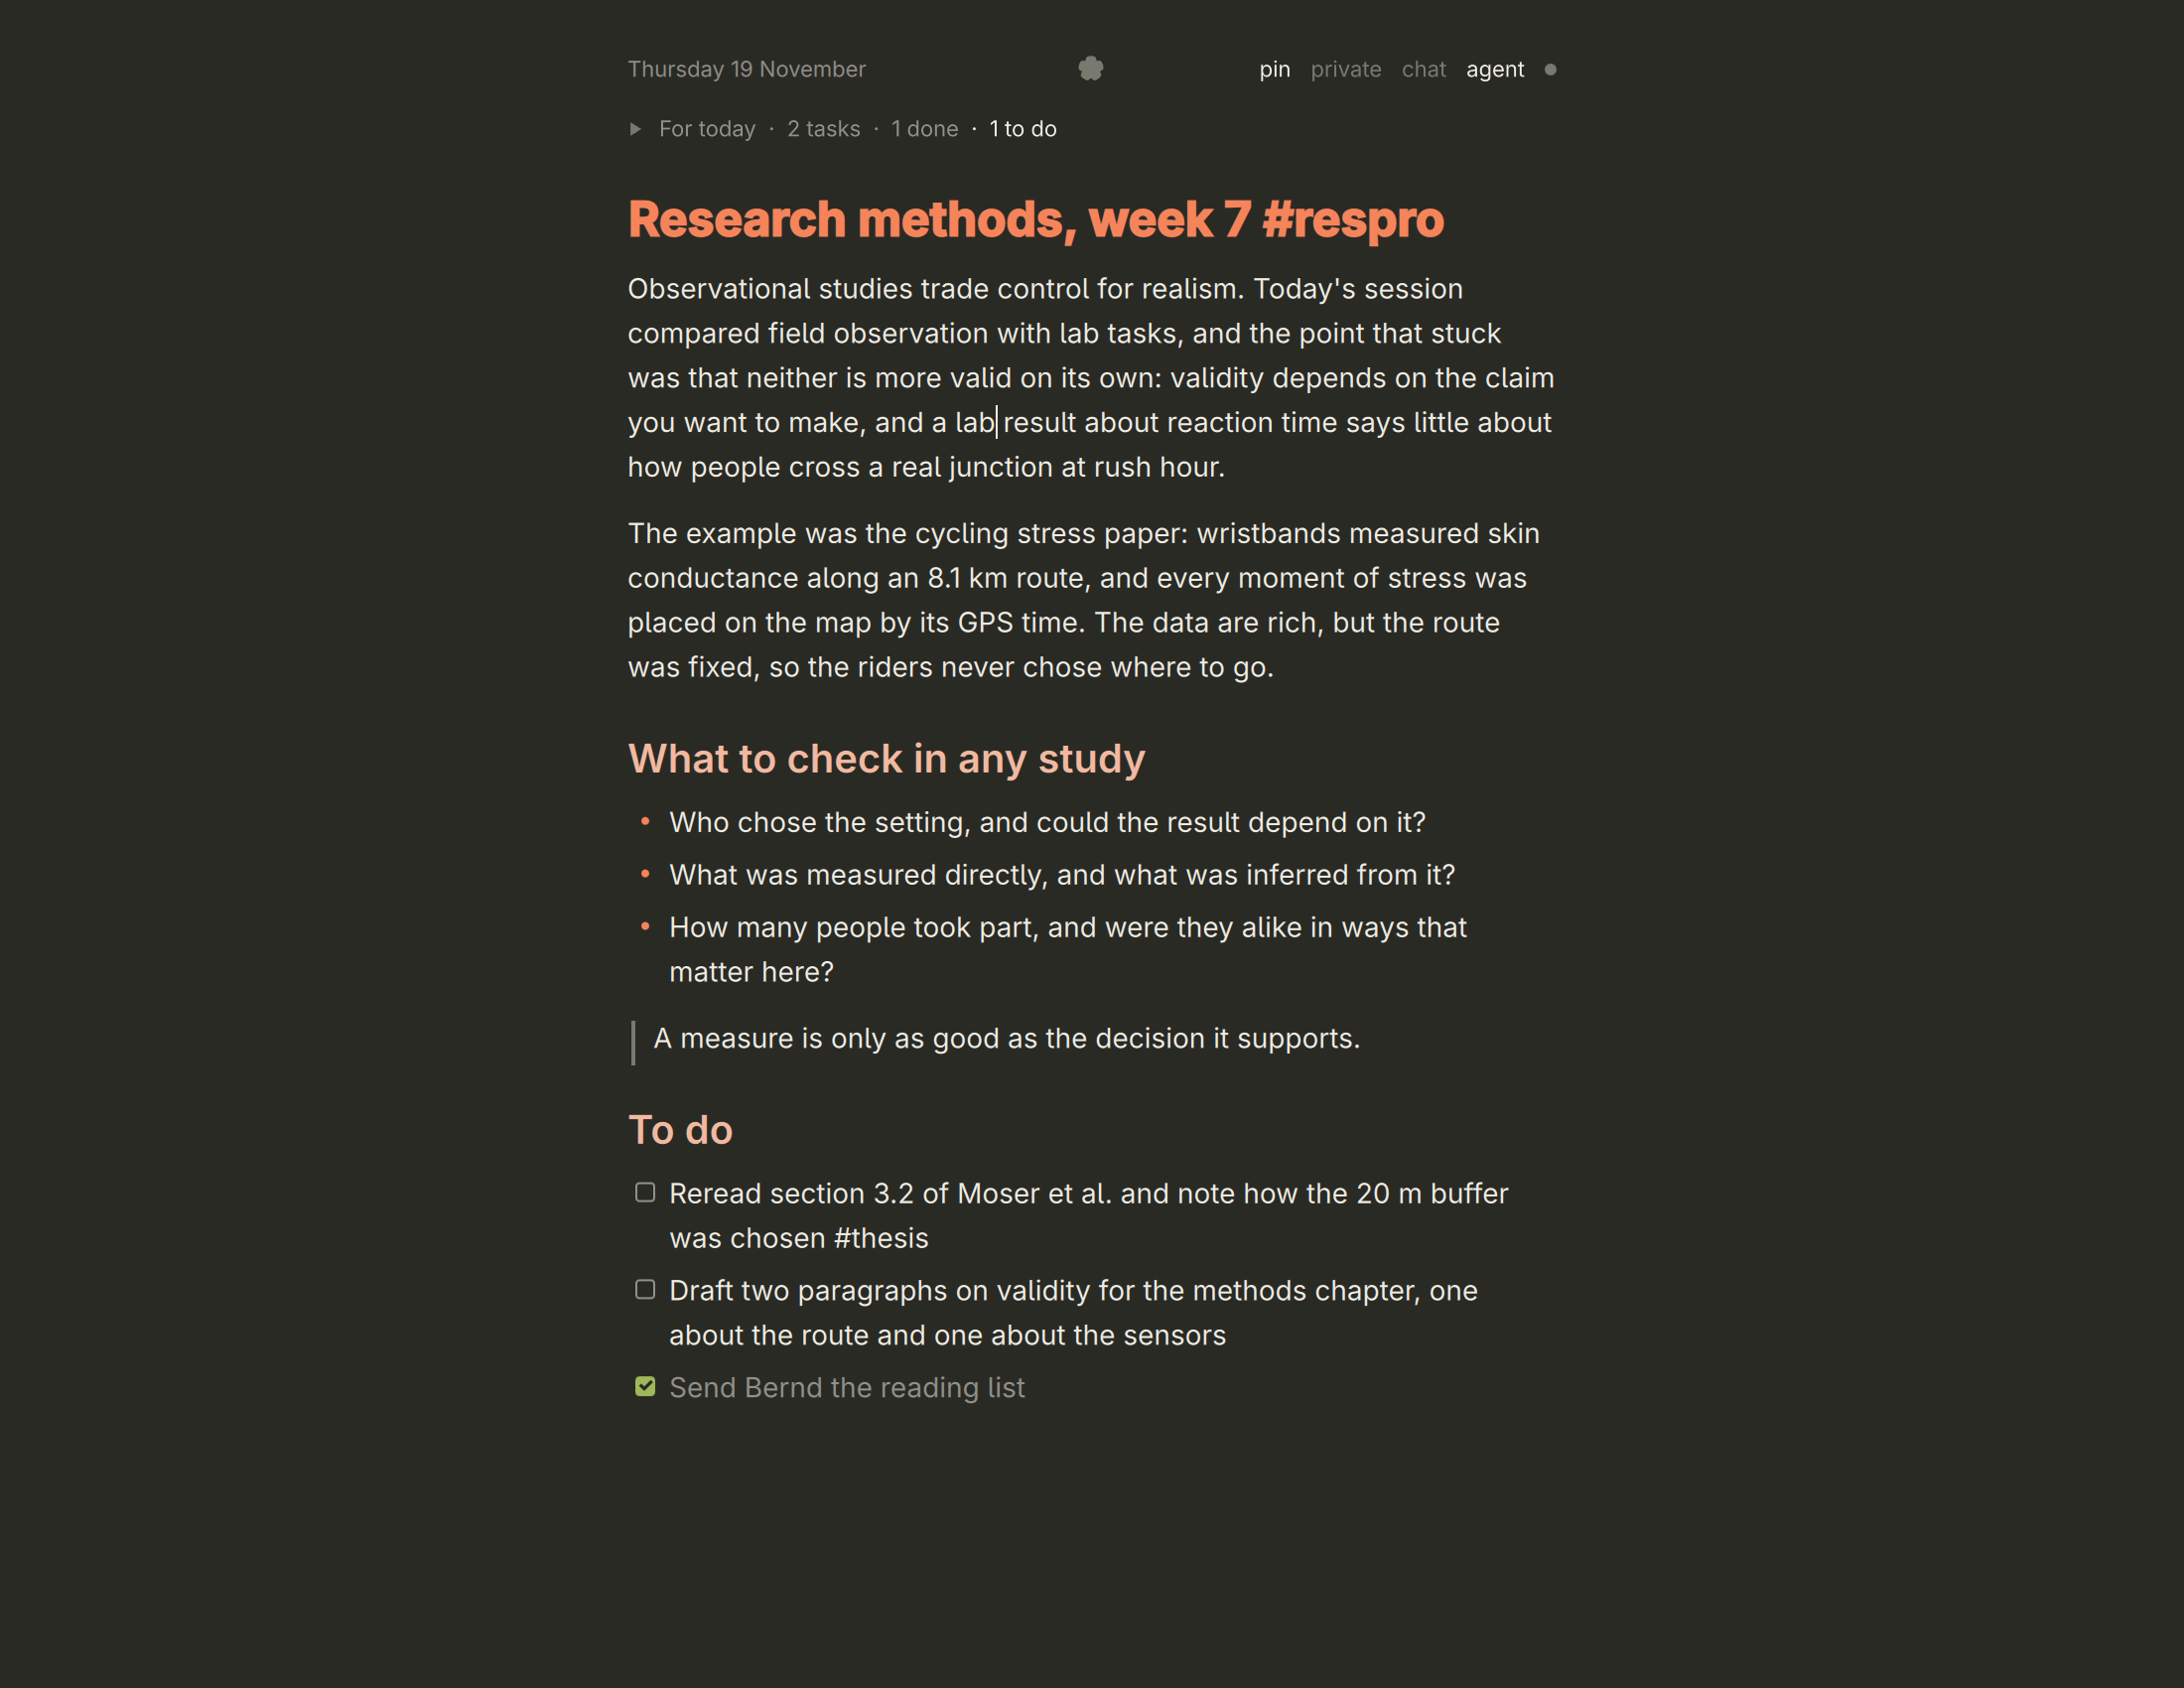 Thursday 19 November
pin private chat agent
For today · 2 tasks · 1 done · 1 to do
Research methods, week 7 #respro
Observational studies trade control for realism. Today's session
compared field observation with lab tasks, and the point that stuck
was that neither is more valid on its own: validity depends on the claim
you want to make, and a lab result about reaction time says little about
how people cross a real junction at rush hour.
The example was the cycling stress paper: wristbands measured skin
conductance along an 8.1 km route, and every moment of stress was
placed on the map by its GPS time. The data are rich, but the route
was fixed, so the riders never chose where to go.
What to check in any study
• Who chose the setting, and could the result depend on it?
• What was measured directly, and what was inferred from it?
• How many people took part, and were they alike in ways that
matter here?
A measure is only as good as the decision it supports.
To do
Reread section 3.2 of Moser et al. and note how the 20 m buffer
was chosen #thesis
Draft two paragraphs on validity for the methods chapter, one
about the route and one about the sensors
Send Bernd the reading list